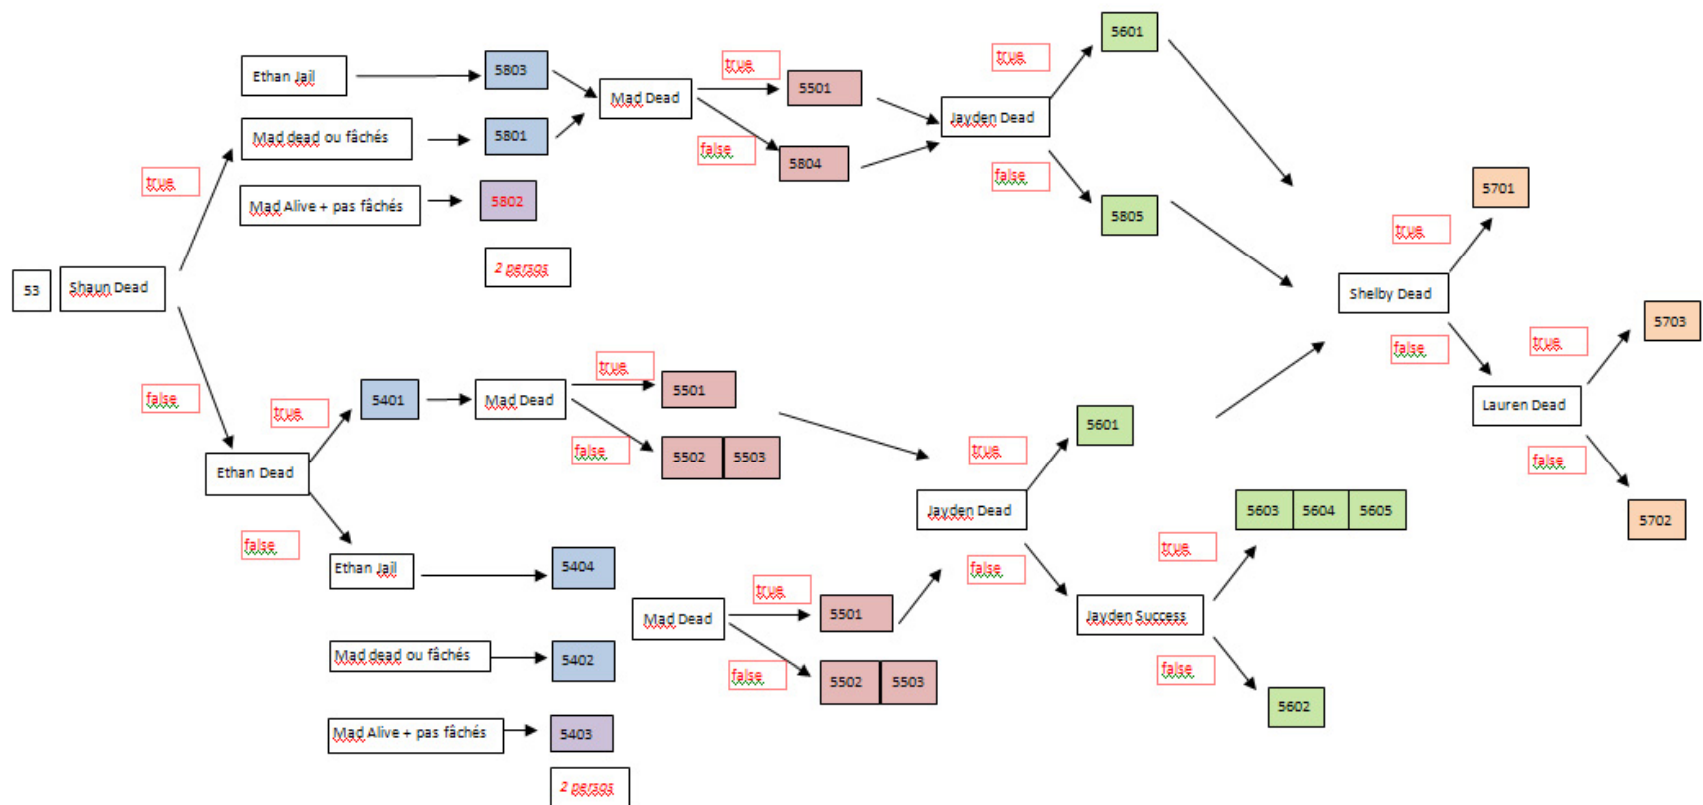 5601
true
Ethan Jail
5803
true
Mad Dead
5501
Jayden Dead
Mad dead ou fâchés
5801
false
5804
true
false
5701
Mad Alive + pas fâchés
5802
5805
true
2 persos
53
Shaun Dead
Shelby Dead
5703
true
false
true
false
true
5401
Mad Dead
5501
Lauren Dead
5601
false
5502
5503
true
false
Ethan Dead
Jayden Dead
5603
5604
5605
5702
false
true
Ethan Jail
5404
false
true
Mad Dead
5501
Jayden Success
Mad dead ou fâchés
5402
false
5502
5503
false
5602
Mad Alive + pas fâchés
5403
2 persos